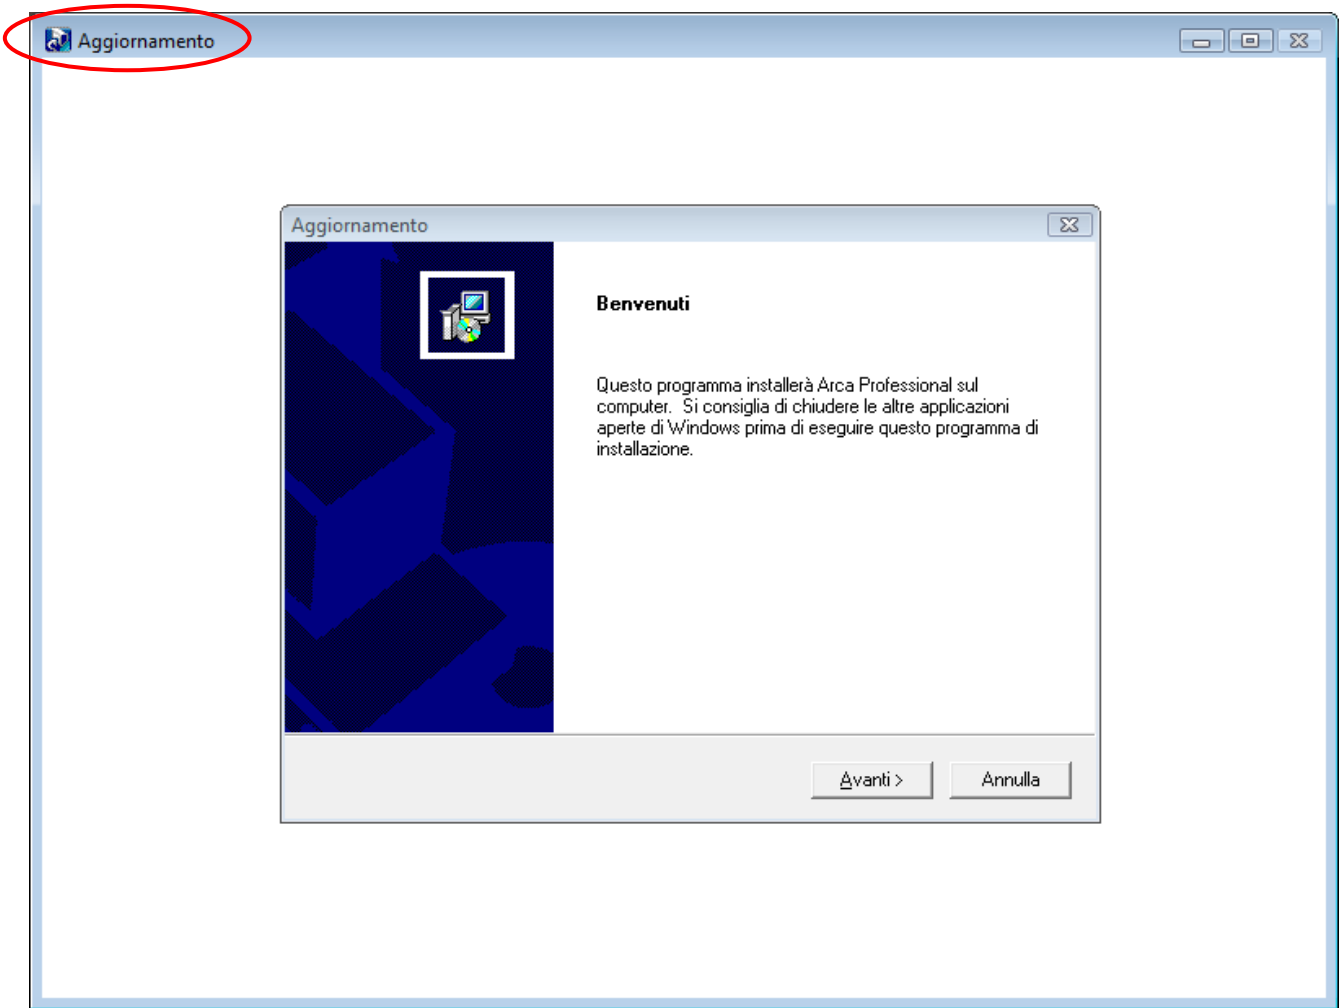 Aggiornamento
Aggiornamento
Benvenuti
Questo programma installerà Arca Professional sul
computer.  Si consiglia di chiudere le altre applicazioni
aperte di Windows prima di eseguire questo programma di
installazione.
Avanti >
Annulla